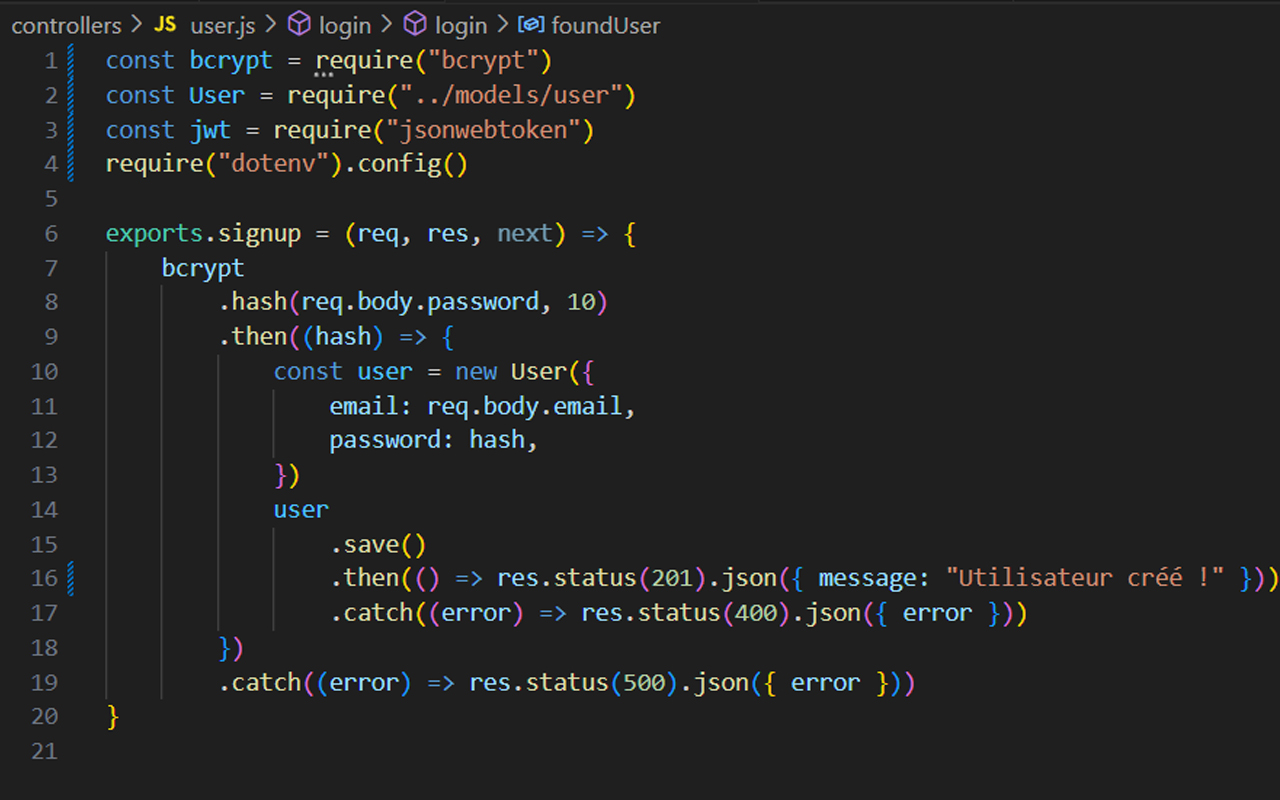 controllers > JS user.js > login > login > foundUser
1 const bcrypt = require("bcrypt")
2 const User = require("../models/user")
3 const jwt = require("jsonwebtoken")
4 require("dotenv").config()
5
6 exports.signup = (req, res, next) => {
7     bcrypt
8         .hash(req.body.password, 10)
9         .then((hash) => {
10             const user = new User({
11                 email: req.body.email,
12                 password: hash,
13             })
14             user
15                 .save()
16                 .then(() => res.status(201).json({ message: "Utilisateur créé !" }))
17                 .catch((error) => res.status(400).json({ error }))
18         })
19         .catch((error) => res.status(500).json({ error }))
20 }
21